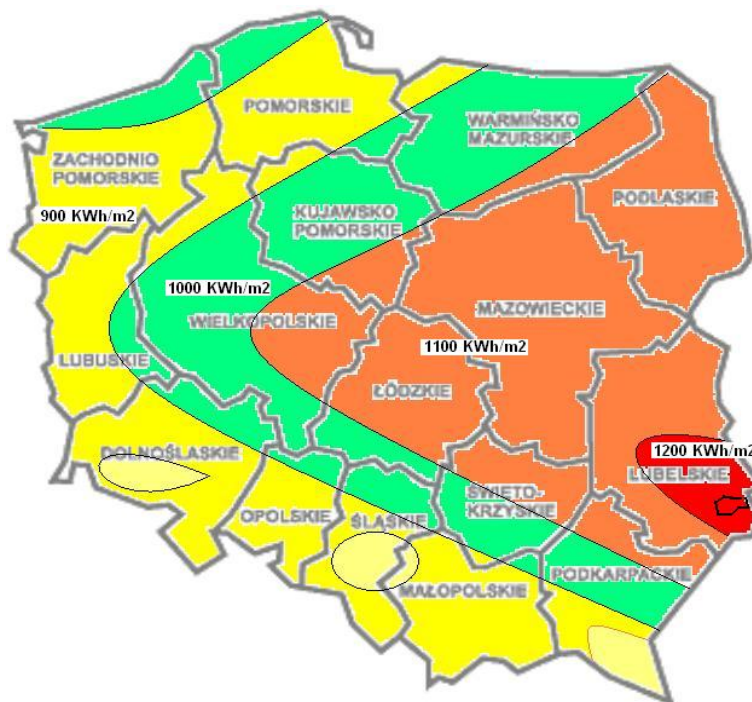 POMORSKIE
WARMIŃSKO
MAZURSKIE
ZACHODNIO
POMORSKIE
PODLASKIE
900 KWh/m2
KUJAWSKO
POMORSKIE
1000 KWh/m2
MAZOWIECKIE
WIELKOPOLSKIE
1100 KWh/m2
LUBUSKIE
ŁÓDZKIE
DOLNOŚLĄSKIE
1200 KWh/m2
LUBELSKIE
ŚWIĘTO-
KRZYSKIE
OPOLSKIE
ŚLĄSKIE
PODKARPACKIE
MAŁOPOLSKIE